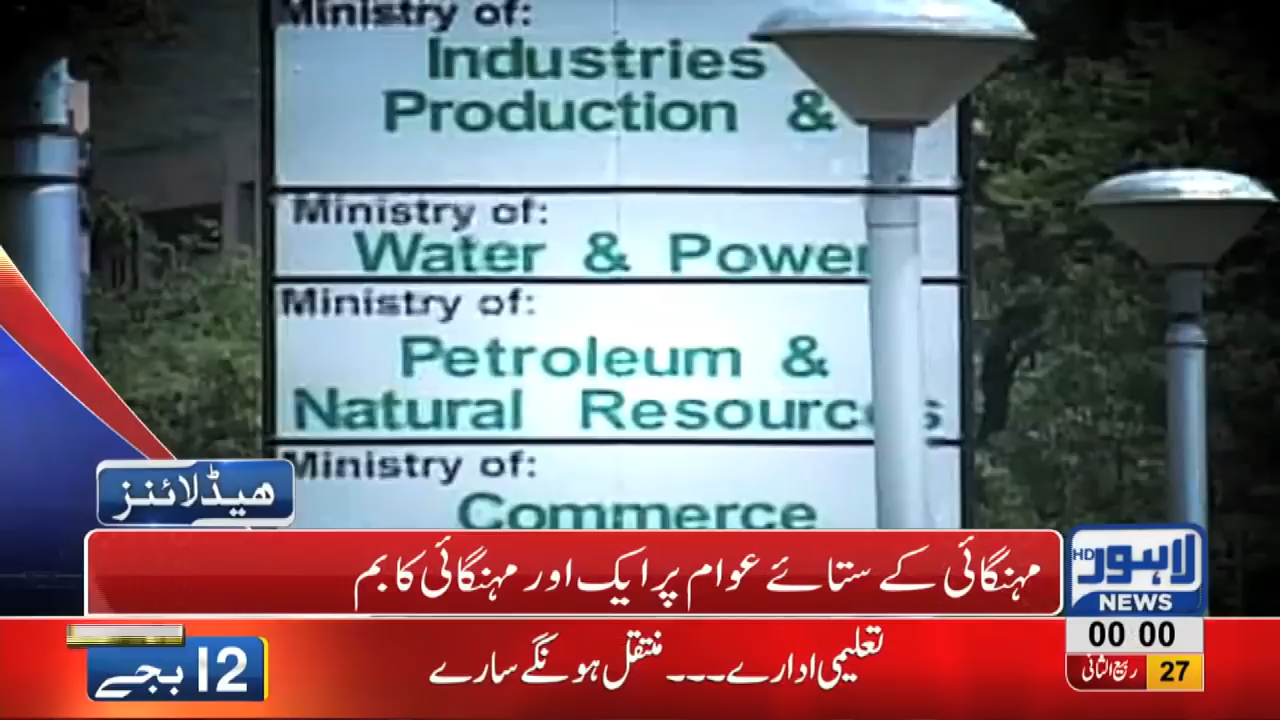 Ministry of:
Industries
Production &
Ministry of:
Water & Power
Ministry of:
Petroleum &
Natural Resources
Ministry of:
Commerce
ھیڈلائنز
مہنگائی کے ستائے عوام پر ایک اور مہنگائی کا بم
HD لاہور
NEWS
00 00
27 ربیع الثانی
تعلیمی ادارے۔۔۔ منتقل ہونگے سارے
12 بجے